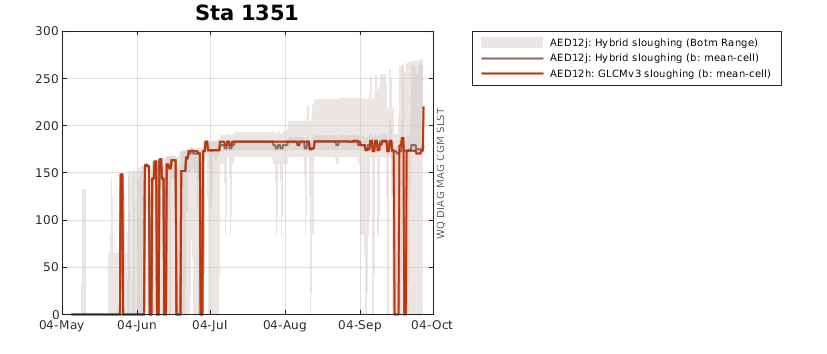 Sta 1351
300
250
200
150
100
50
0
04-May
04-Jun
04-Jul
04-Aug
04-Sep
04-Oct
WQ DIAG MAG CGM SLST
AED12j: Hybrid sloughing (Botm Range)
AED12j: Hybrid sloughing (b: mean-cell)
AED12h: GLCMv3 sloughing (b: mean-cell)